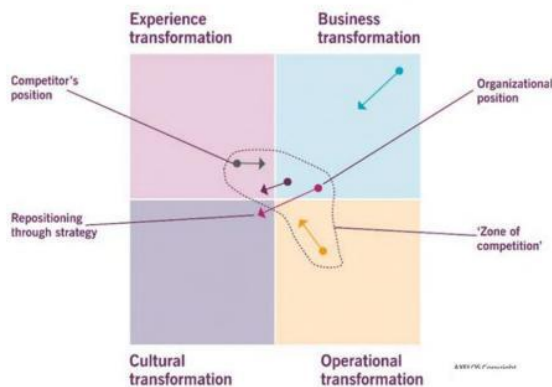 Experience
transformation
Business
transformation
Competitor's
position
Organizational
position
Repositioning
through strategy
'Zone of
competition'
Cultural
transformation
Operational
transformation